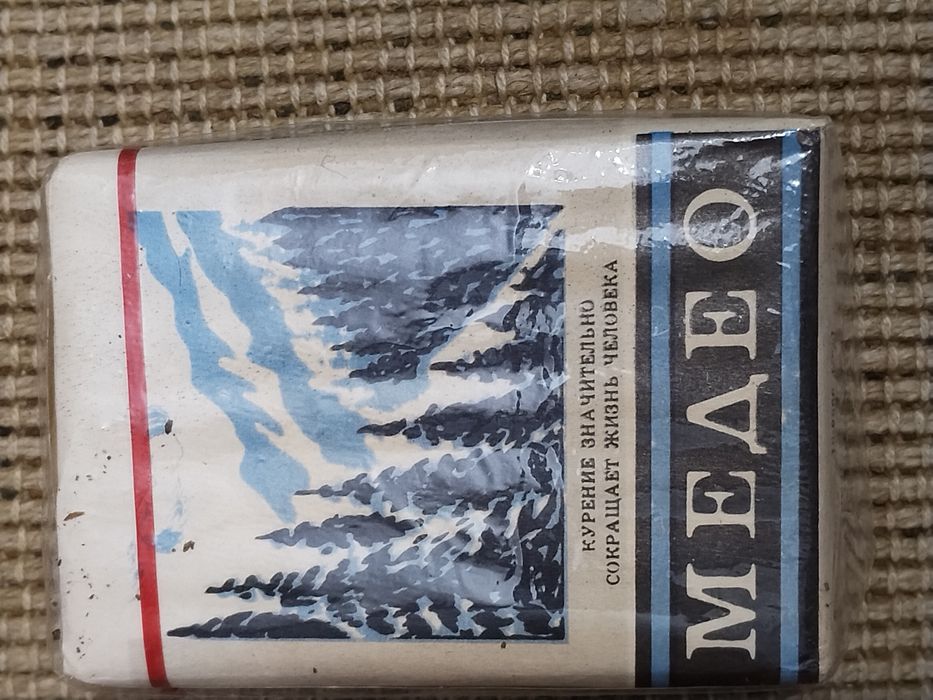 КУРЕНИЕ ЗНАЧИТЕЛЬНО
СОКРАЩАЕТ ЖИЗНЬ ЧЕЛОВЕКА
МЕДЕО